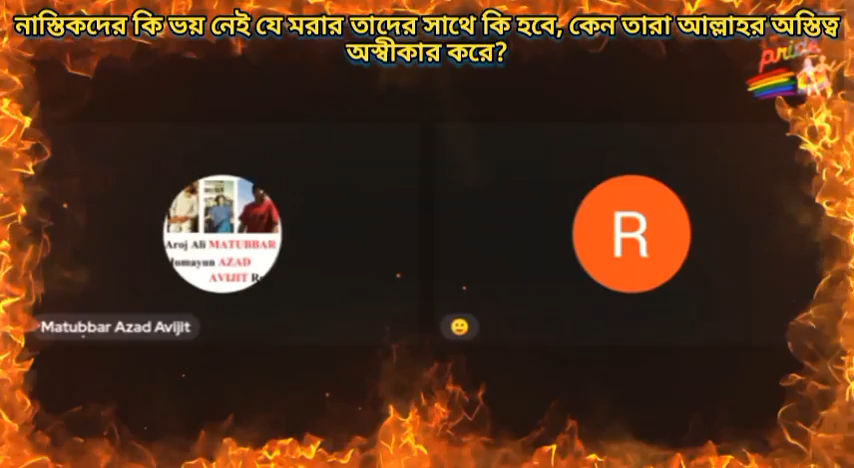 নাস্তিকদের কি ভয় নেই যে মরার তাদের সাথে কি হবে, কেন তারা আল্লাহর অস্তিত্ব
অস্বীকার করে?
pride
Aroj Ali MATUBBAR
Humayun AZAD
AVIJIT
R
Matubbar Azad Avijit